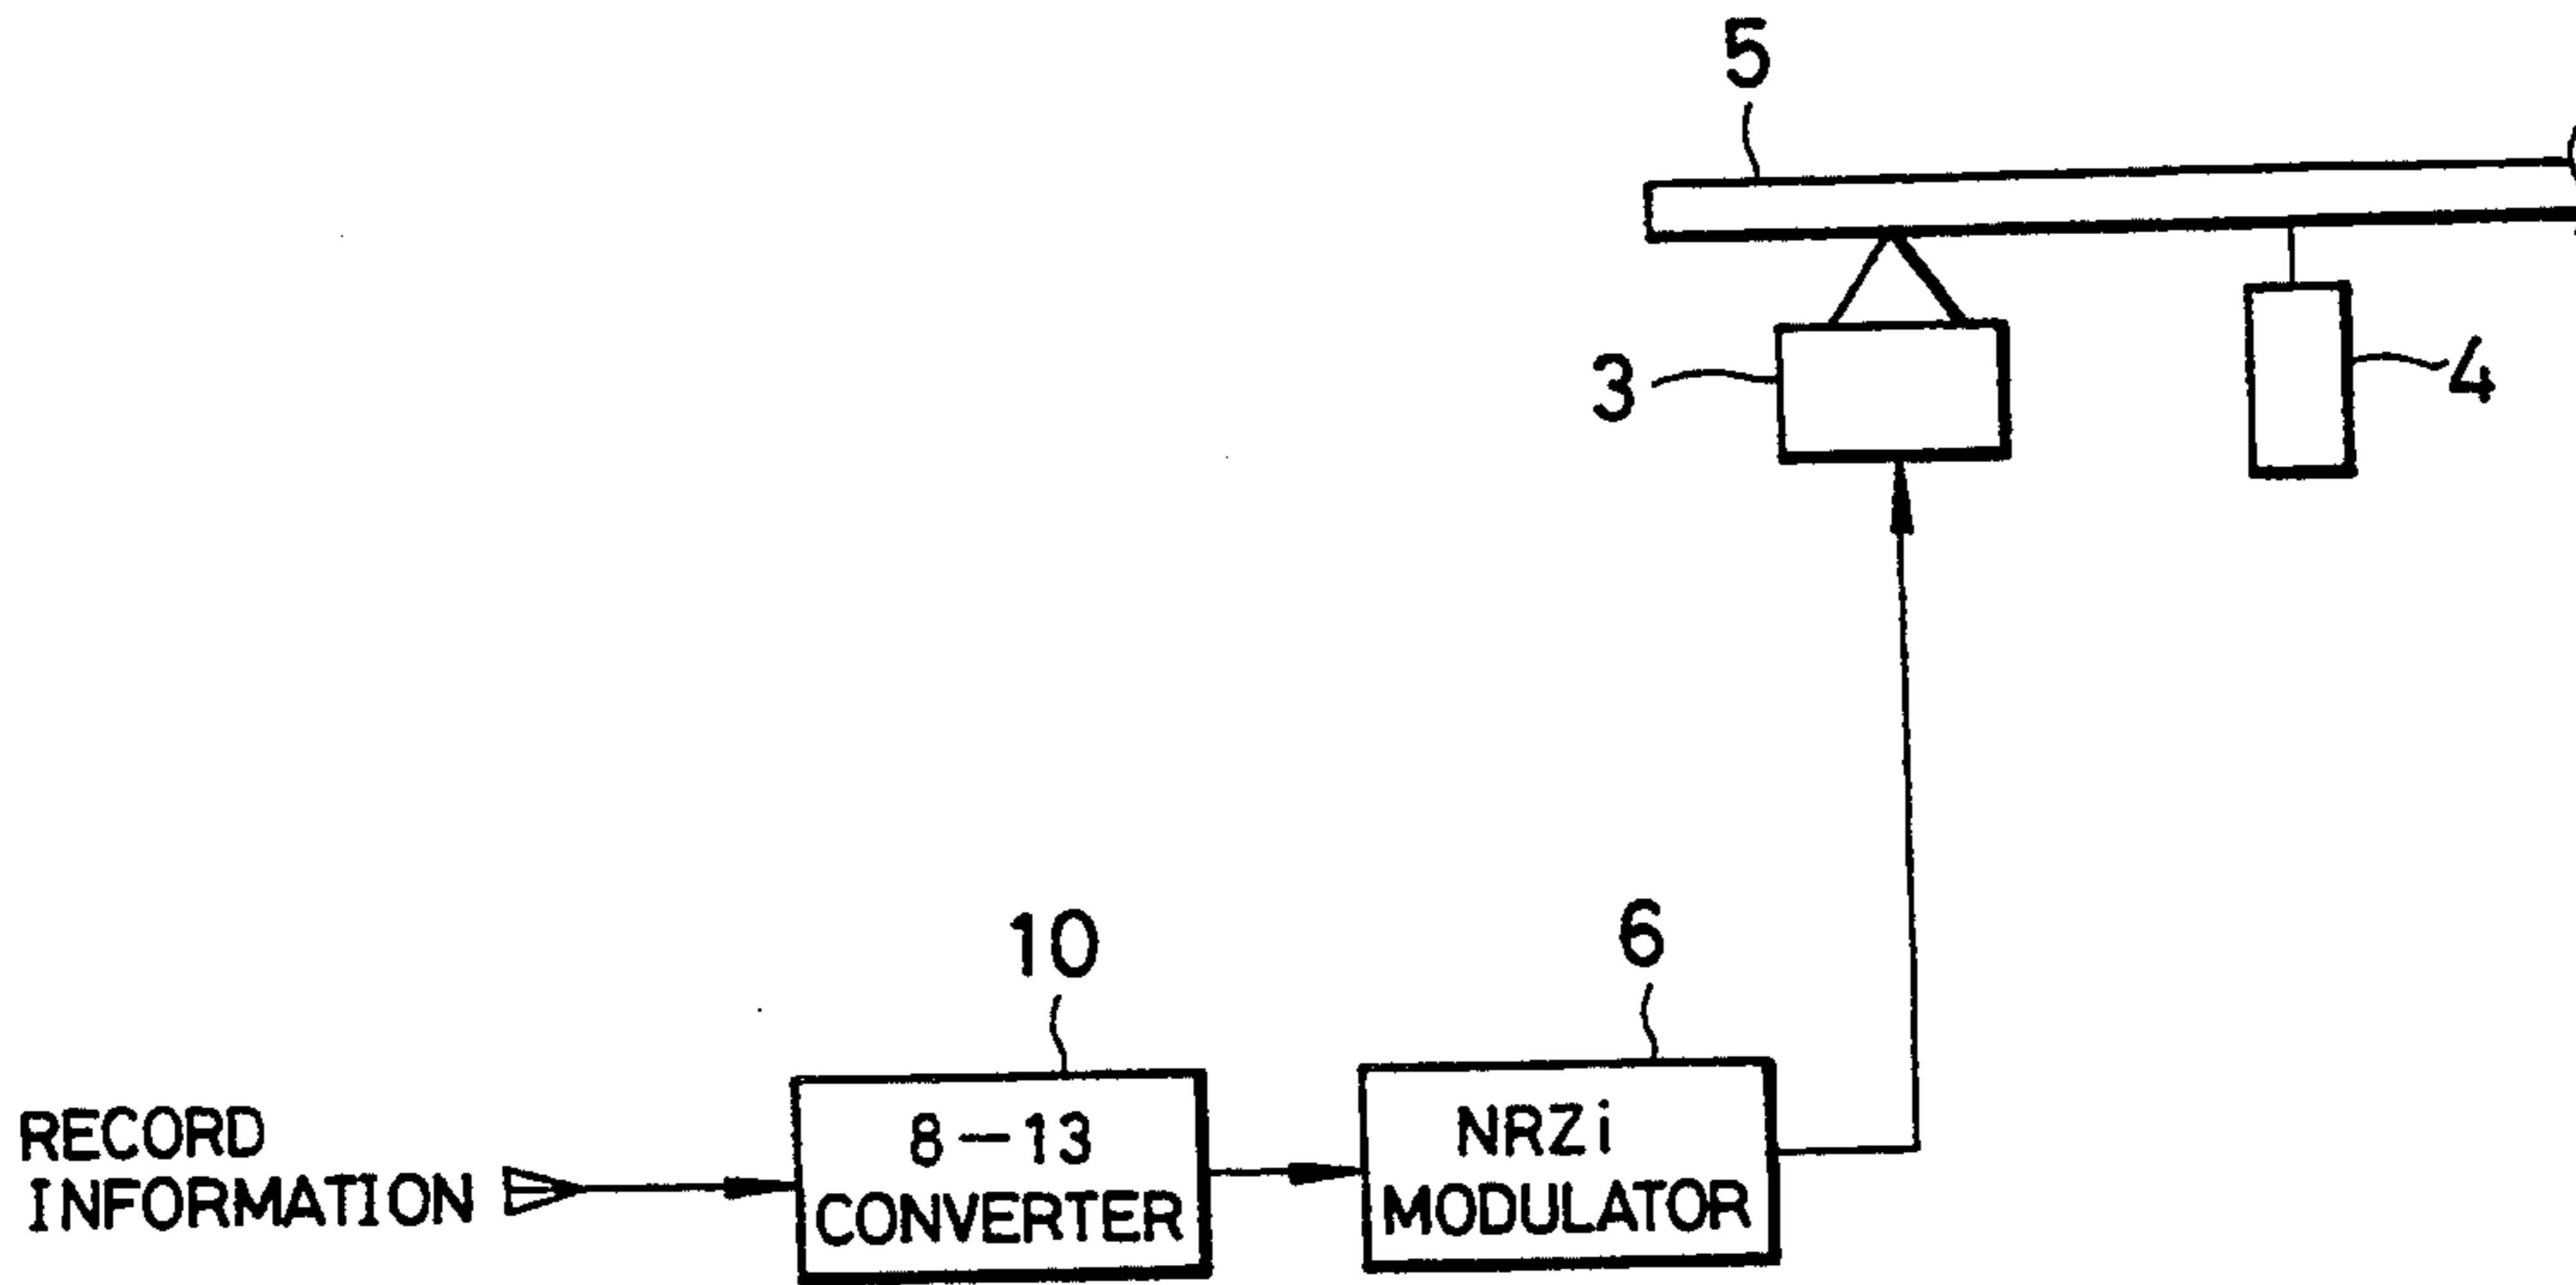 5
3
4
10
6
RECORD
INFORMATION
8-13
CONVERTER
NRZi
MODULATOR